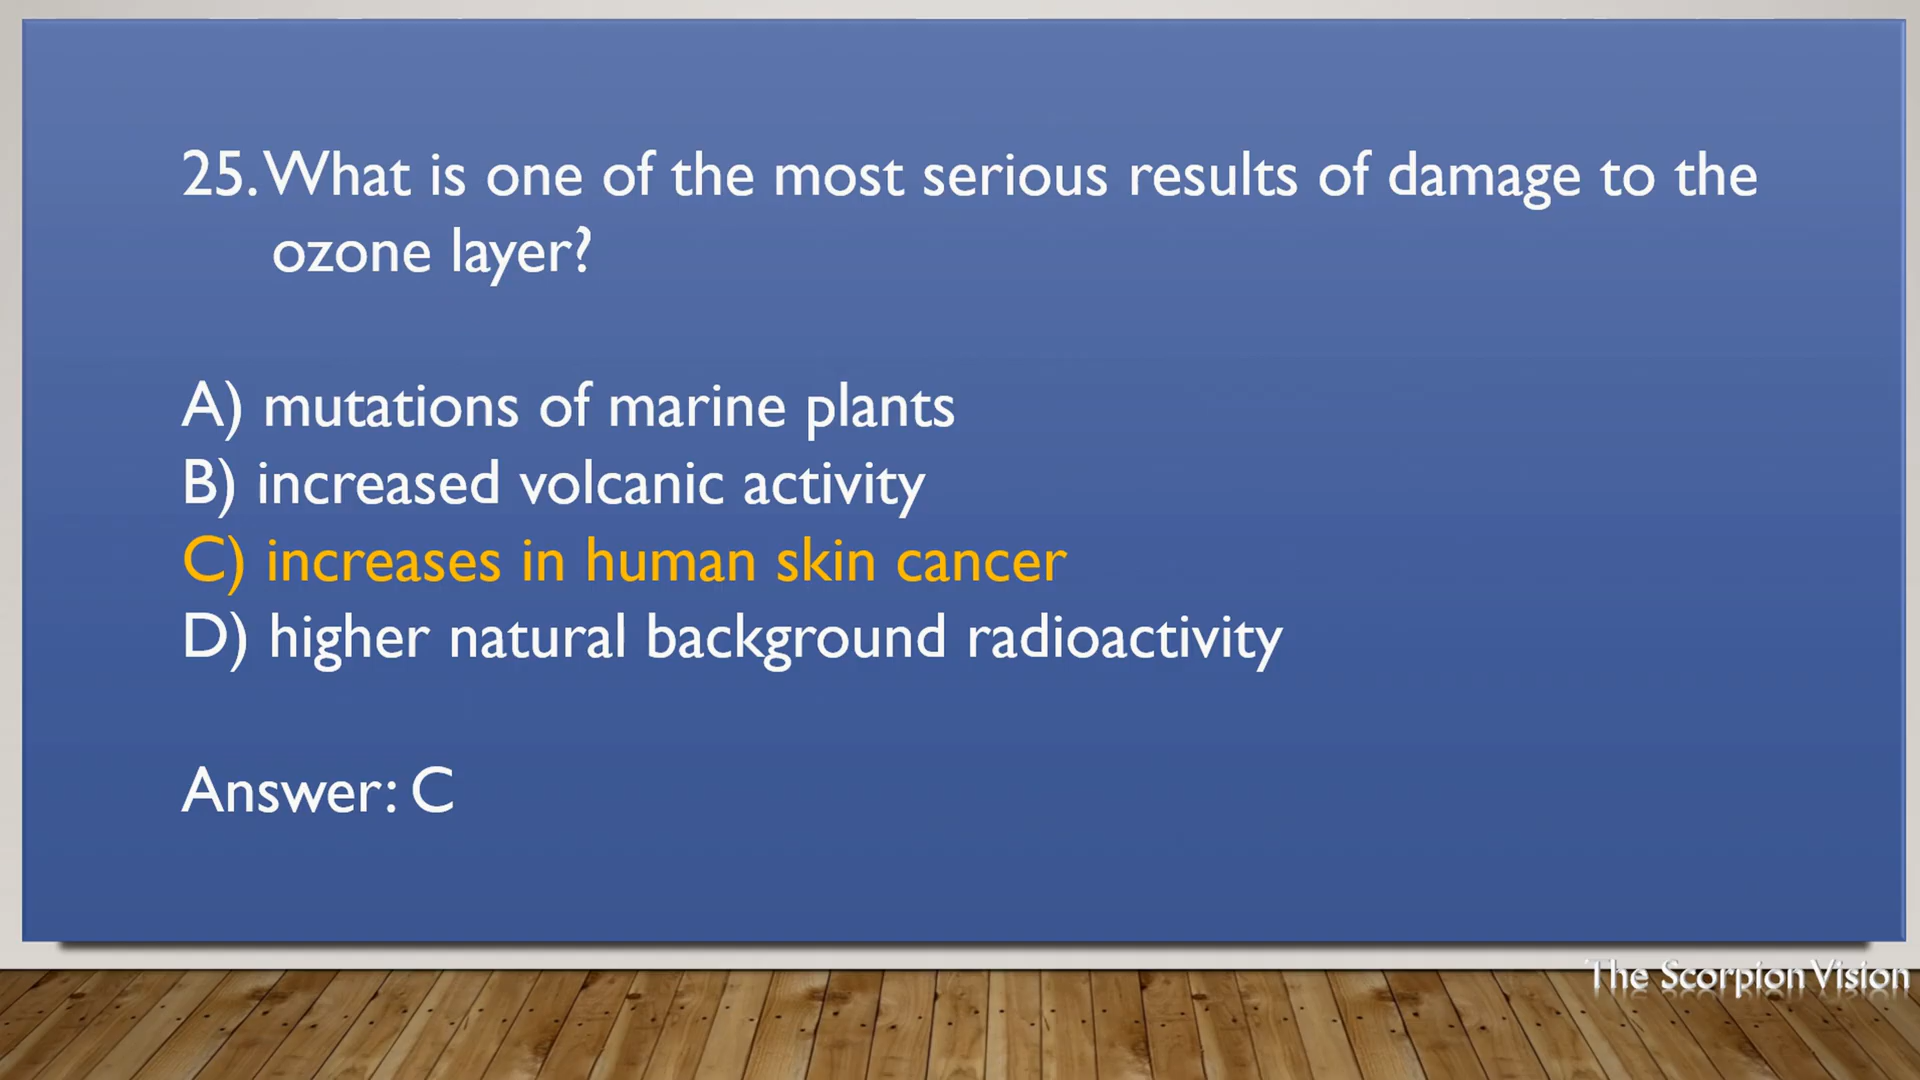 25. What is one of the most serious results of damage to the
ozone layer?
A) mutations of marine plants
B) increased volcanic activity
C) increases in human skin cancer
D) higher natural background radioactivity
Answer: C
The Scorpion Vision